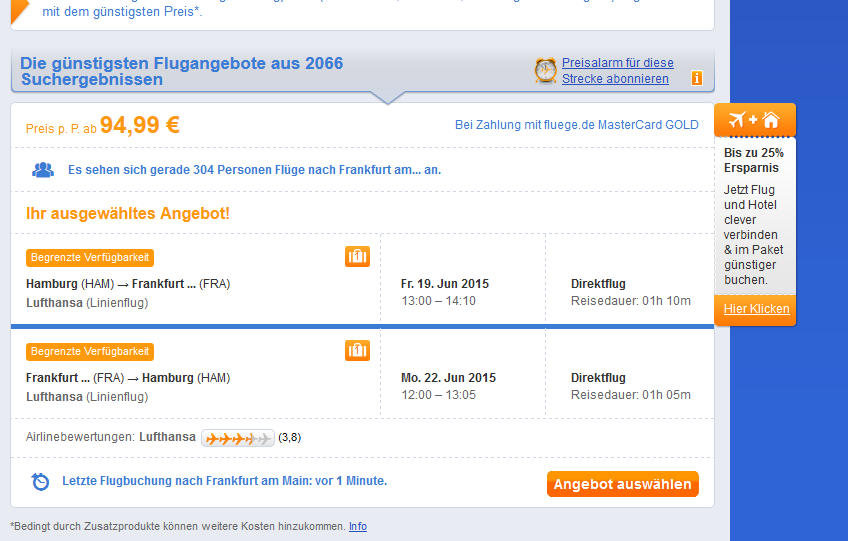 mit dem günstigsten Preis*.
Die günstigsten Flugangebote aus 2066
Suchergebnissen
Preisalarm für diese
Strecke abonnieren
i
Preis p. P. ab 94,99 €
Bei Zahlung mit fluege.de MasterCard GOLD
Es sehen sich gerade 304 Personen Flüge nach Frankfurt am... an.
Ihr ausgewähltes Angebot!
Begrenzte Verfügbarkeit
1
Hamburg (HAM) → Frankfurt ... (FRA)
Lufthansa (Linienflug)
Fr. 19. Jun 2015
13:00 – 14:10
Direktflug
Reisedauer: 01h 10m
Begrenzte Verfügbarkeit
1
Frankfurt ... (FRA) → Hamburg (HAM)
Lufthansa (Linienflug)
Mo. 22. Jun 2015
12:00 – 13:05
Direktflug
Reisedauer: 01h 05m
Airlinebewertungen: Lufthansa (3,8)
Letzte Flugbuchung nach Frankfurt am Main: vor 1 Minute.
Angebot auswählen
*Bedingt durch Zusatzprodukte können weitere Kosten hinzukommen. Info
+
Bis zu 25%
Ersparnis
Jetzt Flug
und Hotel
clever
verbinden
& im Paket
günstiger
buchen.
Hier Klicken